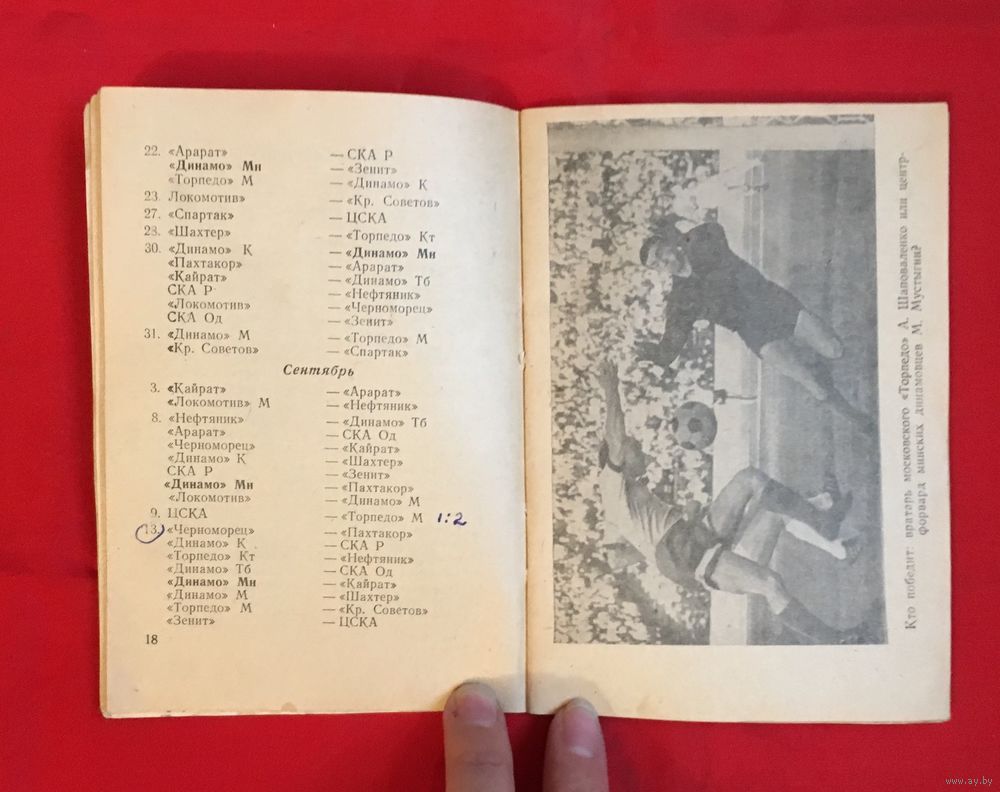 22. «Арарат» — СКА Р
«Динамо» Мн — «Зенит»
«Торпедо» М — «Динамо» К
23. Локомотив» — «Кр. Советов»
27. «Спартак» — ЦСКА
28. «Шахтер» — «Торпедо» Кт
30. «Динамо» К — «Динамо» Мн
«Пахтакор» — «Арарат»
«Кайрат» — «Динамо» Тб
СКА Р — «Нефтяник»
«Локомотив» — «Черноморец»
СКА Од — «Зенит»
31. «Динамо» М — «Торпедо» М
«Кр. Советов» — «Спартак»
Сентябрь
3. «Кайрат» — «Арарат»
«Локомотив» М — «Нефтяник»
8. «Нефтяник» — «Динамо» Тб
«Арарат» — СКА Од
«Черноморец» — «Кайрат»
«Динамо» К — «Шахтер»
СКА Р — «Зенит»
«Динамо» Мн — «Пахтакор»
«Локомотив» — «Динамо» М
9. ЦСКА — «Торпедо» М 1:2
13. «Черноморец» — «Пахтакор»
«Динамо» К — СКА Р
«Торпедо» Кт — «Нефтяник»
«Динамо» Тб — СКА Од
«Динамо» Мн — «Кайрат»
«Динамо» М — «Шахтер»
«Торпедо» М — «Кр. Советов»
«Зенит» — ЦСКА
18
Кто победит: вратарь московского «Торпедо» А. Шаповаленко или центр-
форвард минских динамовцев М. Мустыгин?
www.ay.by